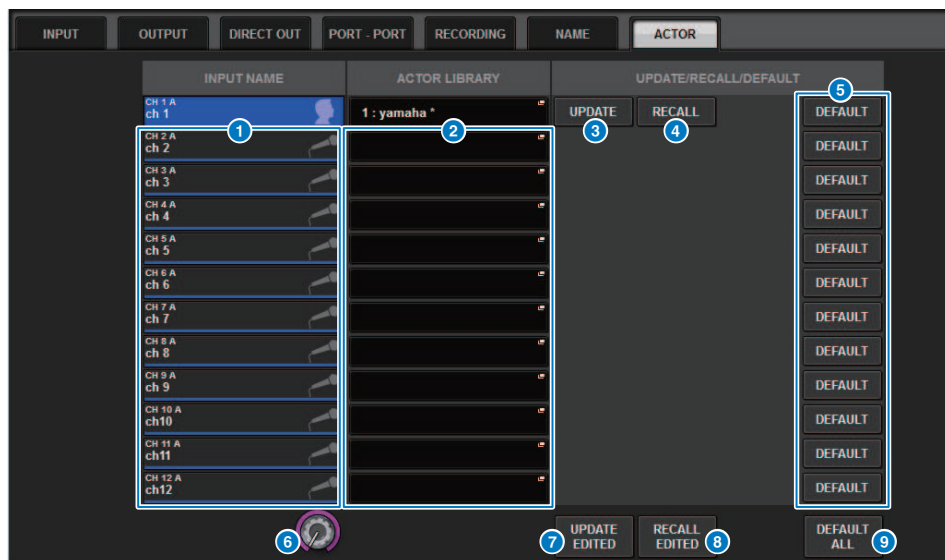 INPUT OUTPUT DIRECT OUT PORT - PORT RECORDING NAME ACTOR
INPUT NAME ACTOR LIBRARY UPDATE/RECALL/DEFAULT
5
CH 1 A
ch 1 1 : yamaha * UPDATE RECALL DEFAULT
1 2 3 4
CH 2 A
ch 2 DEFAULT
CH 3 A
ch 3 DEFAULT
CH 4 A
ch 4 DEFAULT
CH 5 A
ch 5 DEFAULT
CH 6 A
ch 6 DEFAULT
CH 7 A
ch 7 DEFAULT
CH 8 A
ch 8 DEFAULT
CH 9 A
ch 9 DEFAULT
CH 10 A
ch10 DEFAULT
CH 11 A
ch11 DEFAULT
CH 12 A
ch12 DEFAULT
6 7 UPDATE EDITED RECALL EDITED 8 DEFAULT ALL 9